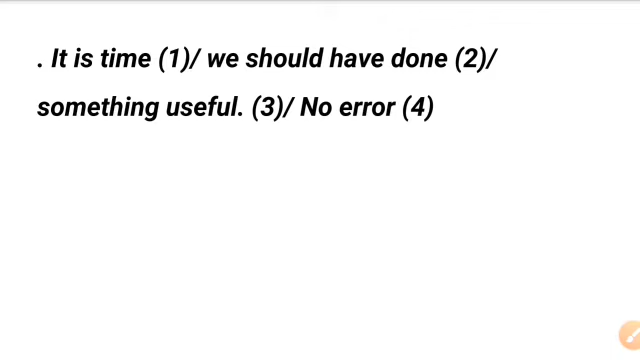 . It is time (1)/ we should have done (2)/
something useful. (3)/ No error (4)